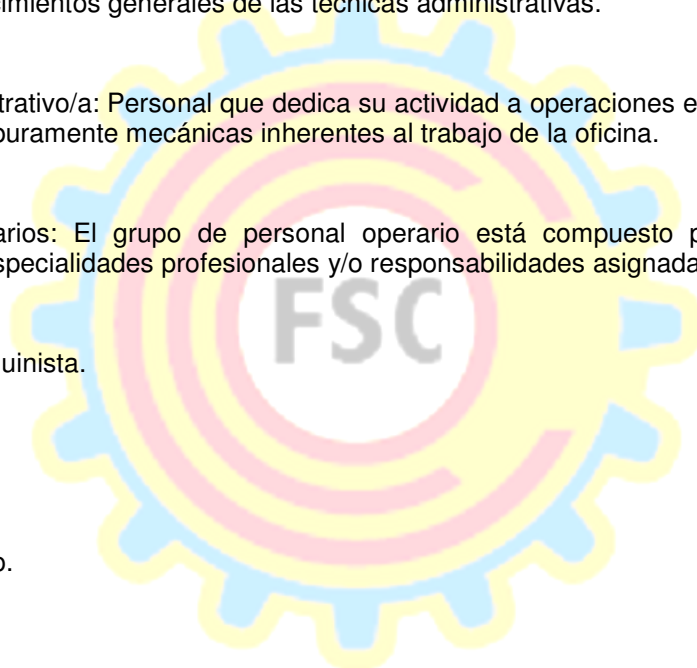 cimientos generales de las técnicas administrativas.
trativo/a: Personal que dedica su actividad a operaciones e
puramente mecánicas inherentes al trabajo de la oficina.
arios: El grupo de personal operario está compuesto p
specialidades profesionales y/o responsabilidades asignada
FSC
uinista.
o.